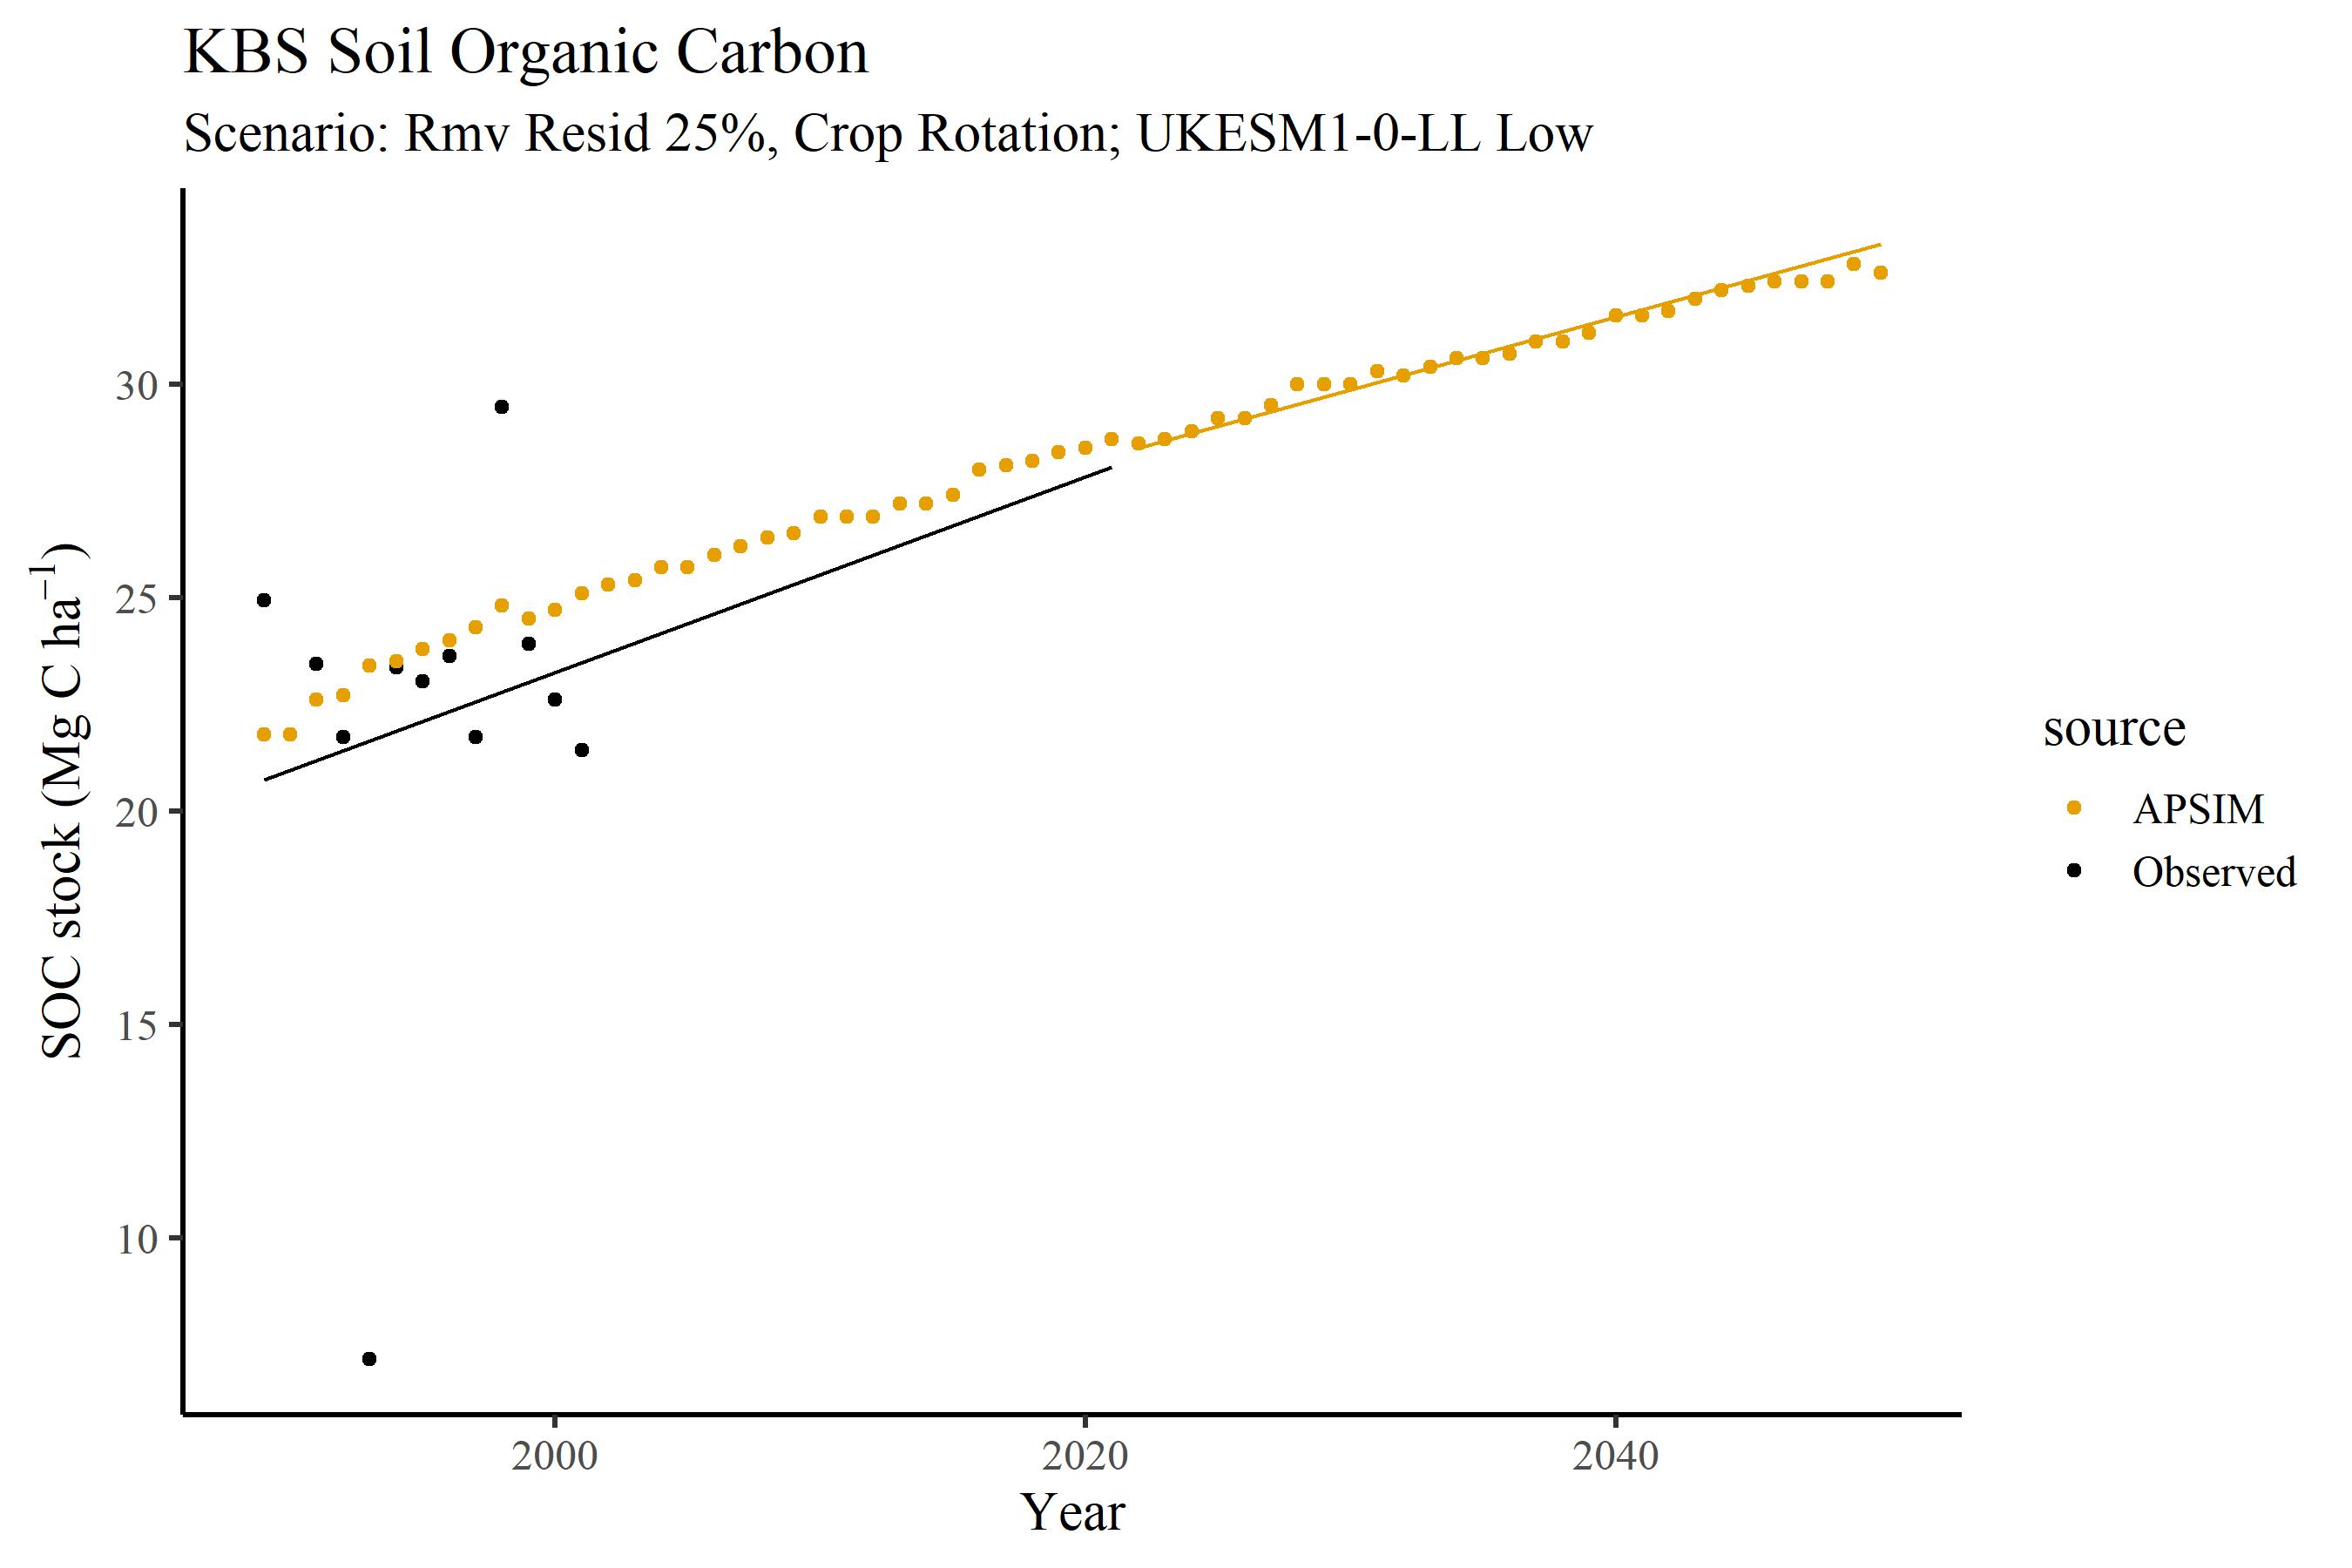 KBS Soil Organic Carbon
Scenario: Rmv Resid 25%, Crop Rotation; UKESM1-0-LL Low
SOC stock (Mg C ha⁻¹)
30
25
20
15
10
2000
2020
2040
Year
source
APSIM
Observed